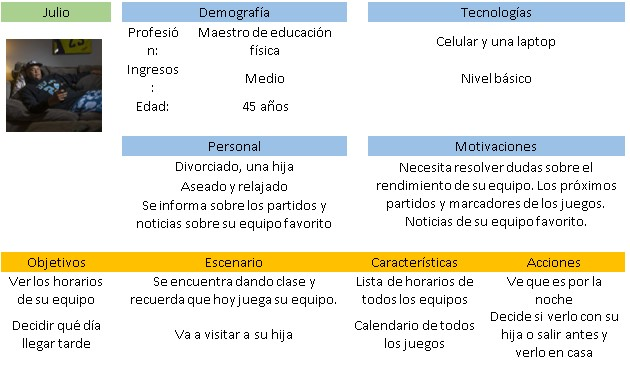 Julio
Demografía
Tecnologías
Profesió
n:
Maestro de educación
física
Celular y una laptop
Ingresos
:
Medio
Nivel básico
Edad:
45 años
Personal
Motivaciones
Divorciado, una hija
Aseado y relajado
Se informa sobre los partidos y
noticias sobre su equipo favorito
Necesita resolver dudas sobre el
rendimiento de su equipo. Los próximos
partidos y marcadores de los juegos.
Noticias de su equipo favorito.
Objetivos
Escenario
Características
Acciones
Ver los horarios
de su equipo
Se encuentra dando clase y
recuerda que hoy juega su equipo.
Lista de horarios de
todos los equipos
Ve que es por la
noche
Decidir qué día
llegar tarde
Va a visitar a su hija
Calendario de todos
los juegos
Decide si verlo con su
hija o salir antes y
verlo en casa